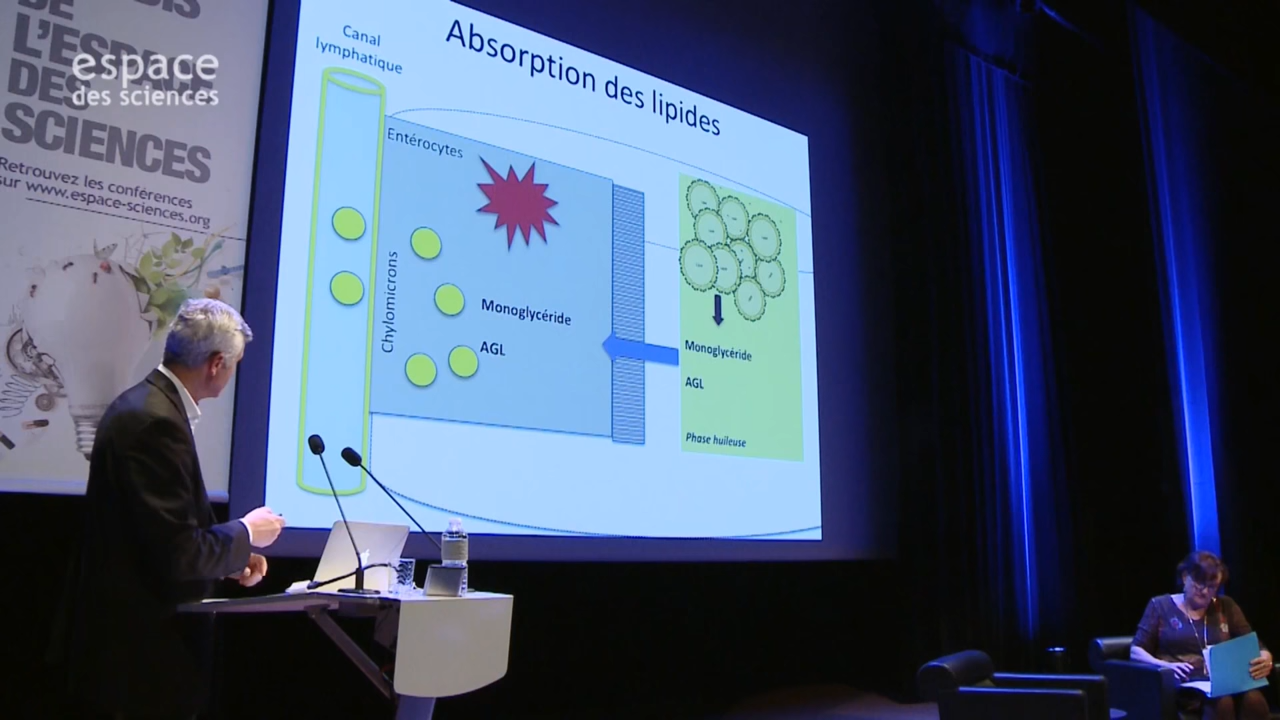 DE
L'ESPACE
DES
SCIENCES
Retrouvez les conférences
sur www.espace-sciences.org
espace
des sciences
Absorption des lipides
Canal
lymphatique
Entérocytes
Chylomicrons
Monoglycéride
AGL
Monoglycéride
AGL
Phase huileuse